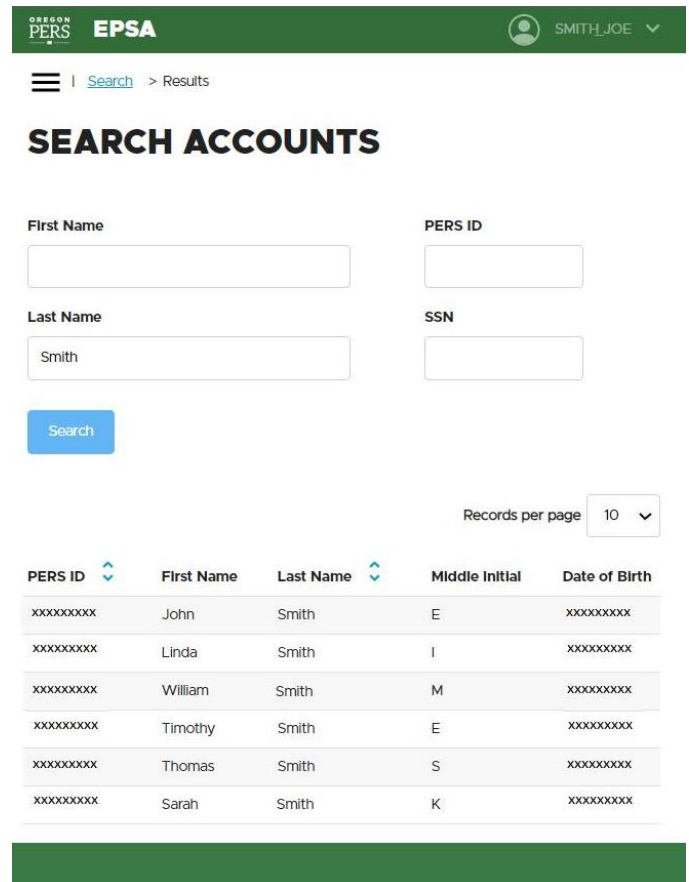 OREGON
PERS EPSA SMITH_JOE
| Search > Results
SEARCH ACCOUNTS
First Name PERS ID
Last Name SSN
Smith
Search
Records per page 10
PERS ID First Name Last Name Middle Initial Date of Birth
xxxxxxxxx John Smith E xxxxxxxxx
xxxxxxxxx Linda Smith I xxxxxxxxx
xxxxxxxxx William Smith M xxxxxxxxx
xxxxxxxxx Timothy Smith E xxxxxxxxx
xxxxxxxxx Thomas Smith S xxxxxxxxx
xxxxxxxxx Sarah Smith K xxxxxxxxx